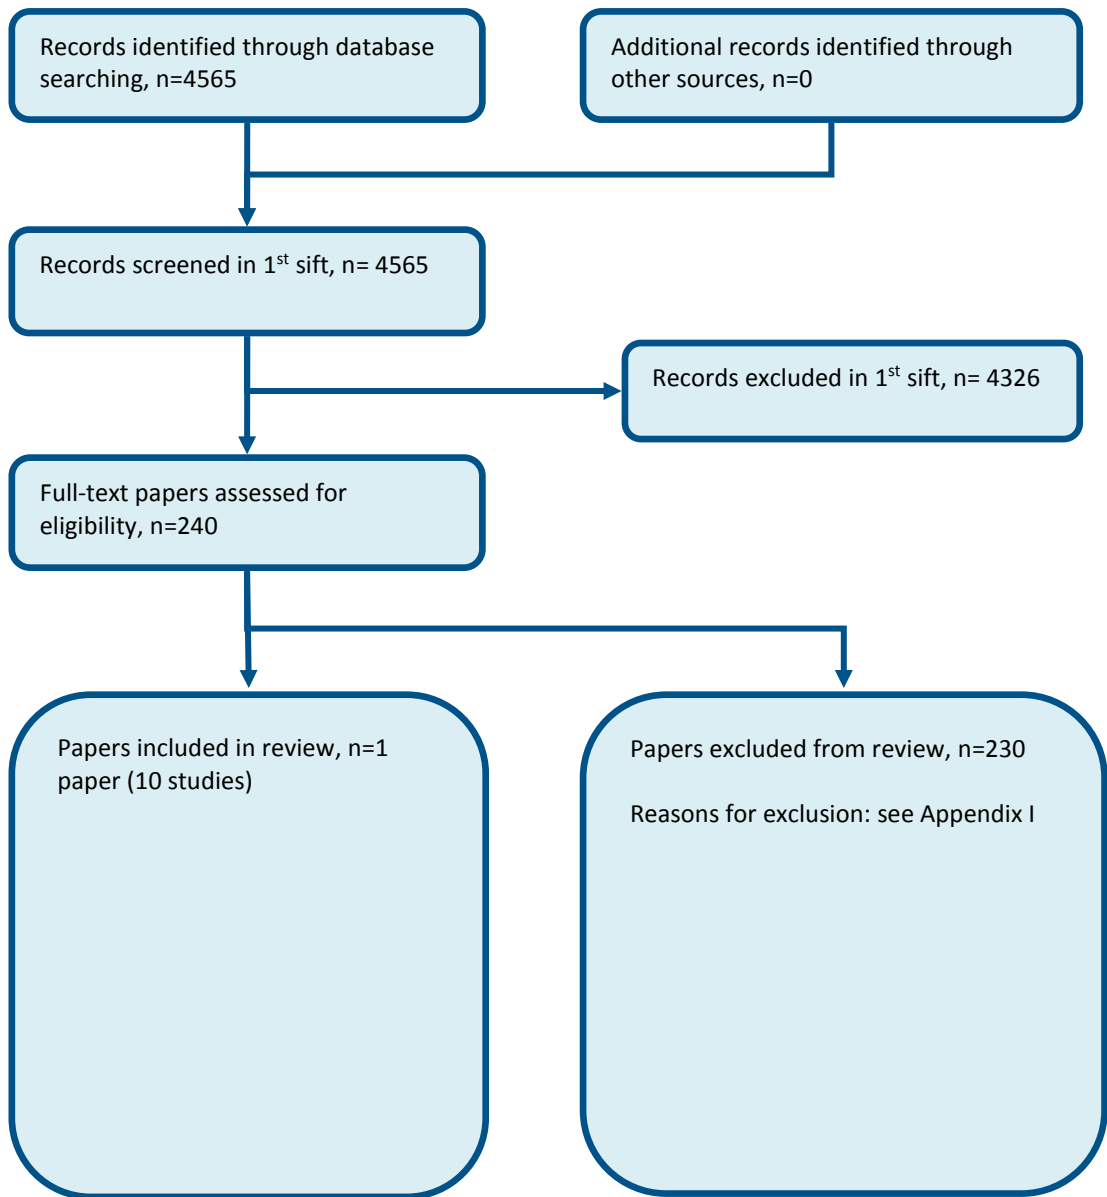 Records identified through database
searching, n=4565
Additional records identified through
other sources, n=0
Records screened in 1st sift, n= 4565
Records excluded in 1st sift, n= 4326
Full-text papers assessed for
eligibility, n=240
Papers included in review, n=1
paper (10 studies)
Papers excluded from review, n=230
Reasons for exclusion: see Appendix I